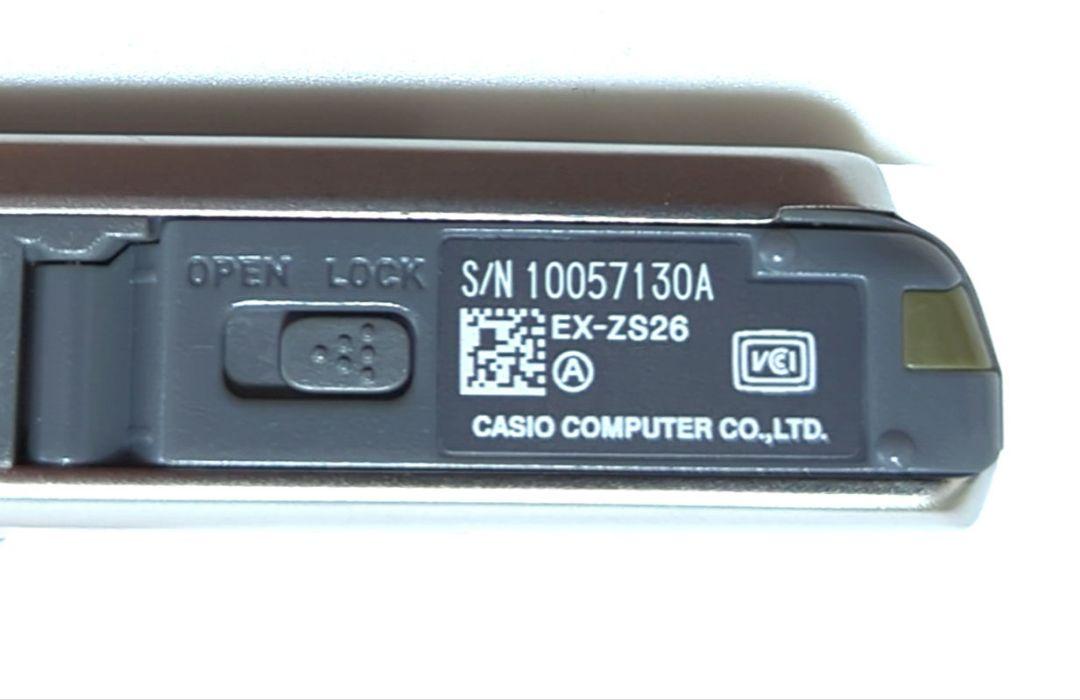 OPEN LOCK
S/N 10057130A
EX-ZS26
A
VCI
CASIO COMPUTER CO.,LTD.